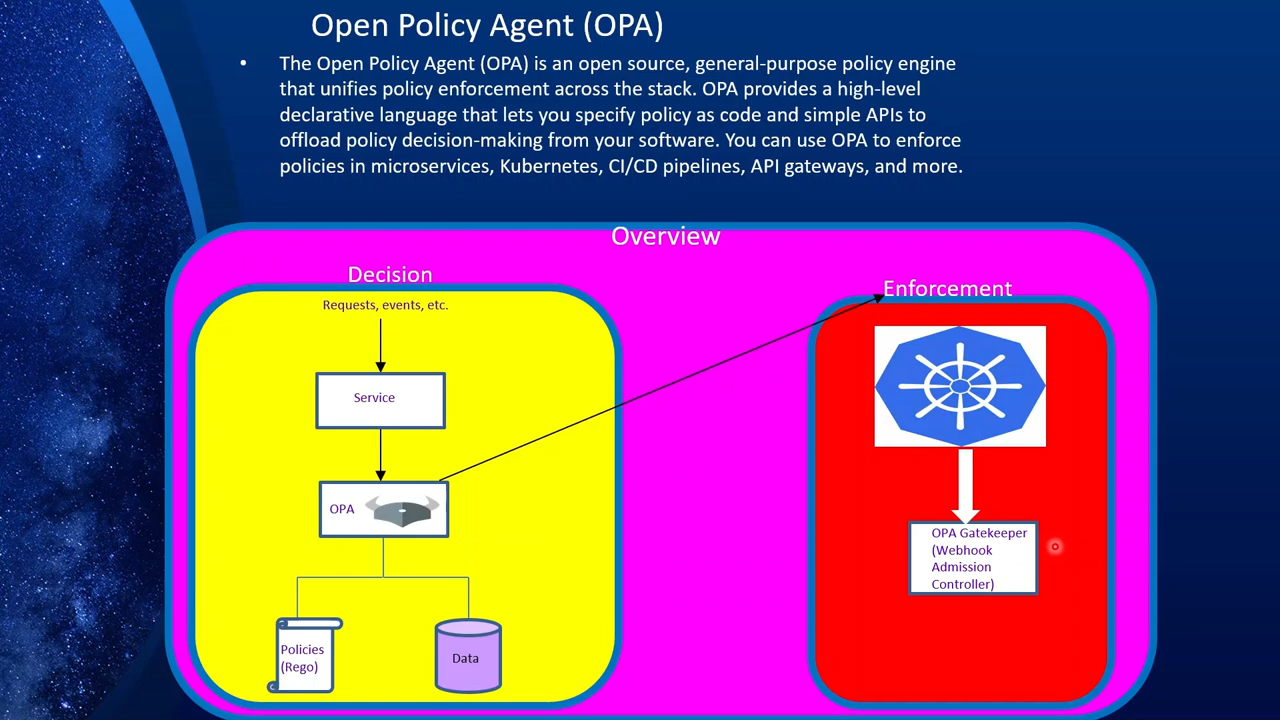 Open Policy Agent (OPA)
• The Open Policy Agent (OPA) is an open source, general-purpose policy engine
that unifies policy enforcement across the stack. OPA provides a high-level
declarative language that lets you specify policy as code and simple APIs to
offload policy decision-making from your software. You can use OPA to enforce
policies in microservices, Kubernetes, CI/CD pipelines, API gateways, and more.
Overview
Decision
Requests, events, etc.
Service
OPA
Policies
(Rego)
Data
Enforcement
OPA Gatekeeper
(Webhook
Admission
Controller)